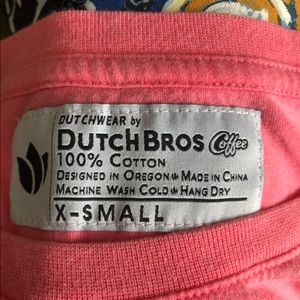 DUTCHWEAR by
DUTCH BROS Coffee
100% COTTON
DESIGNED IN OREGON MADE IN CHINA
MACHINE WASH COLD HANG DRY
X-SMALL